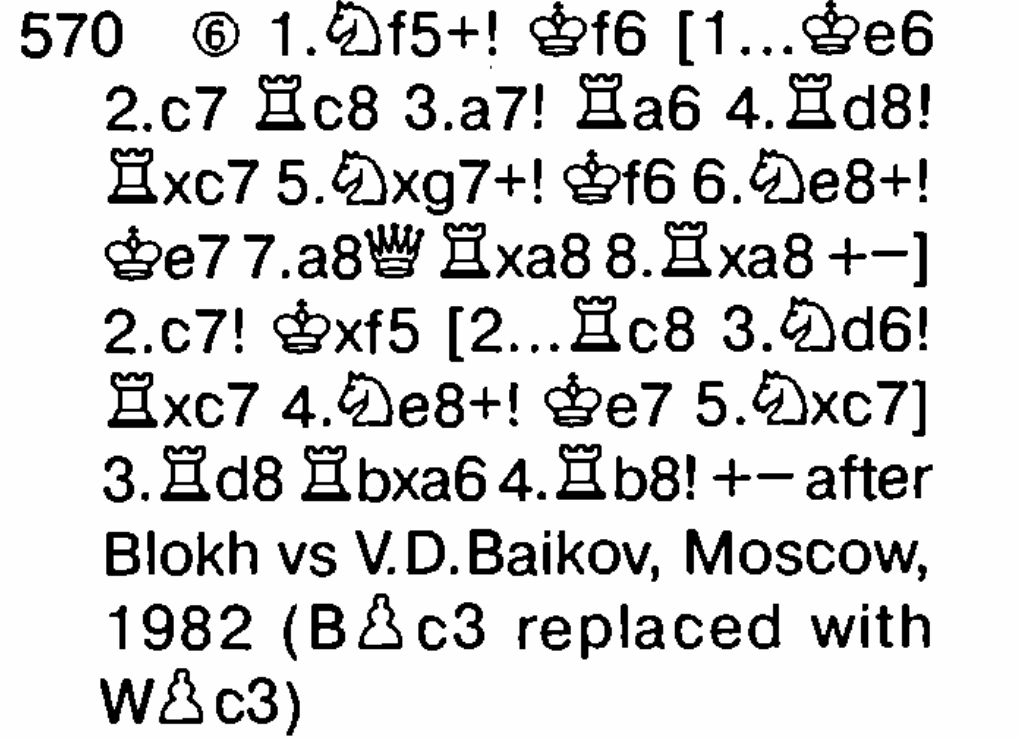 570 ⑥ 1.♘f5+! ♔f6 [1...♔e6
2.c7 ♖c8 3.a7! ♖a6 4.♖d8!
♖xc7 5.♘xg7+! ♔f6 6.♘e8+!
♔e7 7.a8♕ ♖xa8 8.♖xa8 +−]
2.c7! ♔xf5 [2...♖c8 3.♘d6!
♖xc7 4.♘e8+! ♔e7 5.♘xc7]
3.♖d8 ♖bxa6 4.♖b8! +− after
Blokh vs V.D.Baikov, Moscow,
1982 (B♙c3 replaced with
W♙c3)